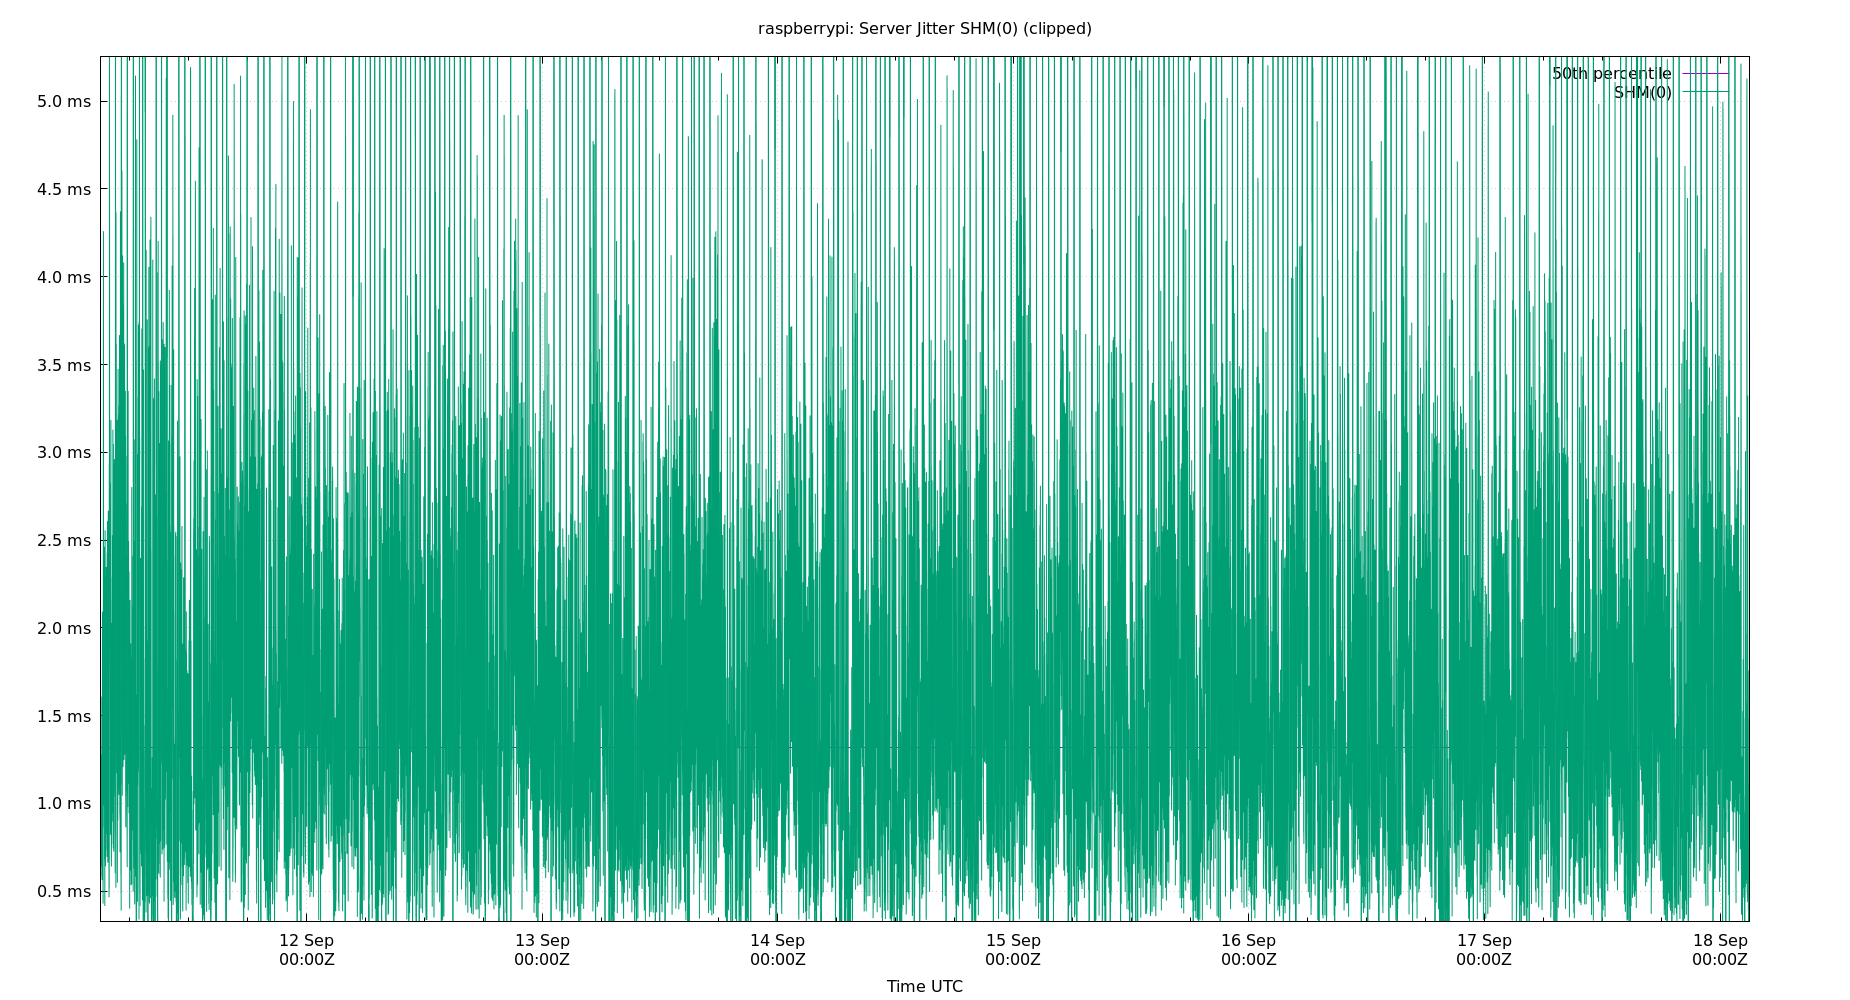 raspberrypi: Server Jitter SHM(0) (clipped)
50th percentile
SHM(0)
5.0 ms
4.5 ms
4.0 ms
3.5 ms
3.0 ms
2.5 ms
2.0 ms
1.5 ms
1.0 ms
0.5 ms
12 Sep 13 Sep 14 Sep 15 Sep 16 Sep 17 Sep 18 Sep
00:00Z 00:00Z 00:00Z 00:00Z 00:00Z 00:00Z 00:00Z
Time UTC